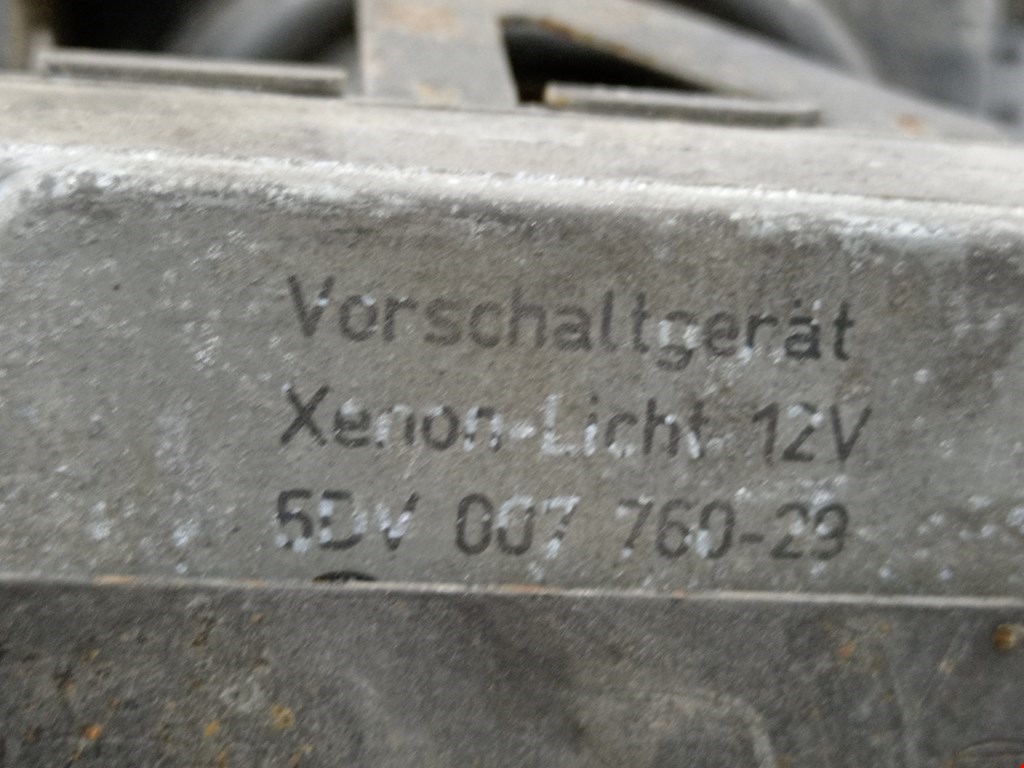 Vorschaltgerät
Xenon-Licht 12V
5DV 007 760-29